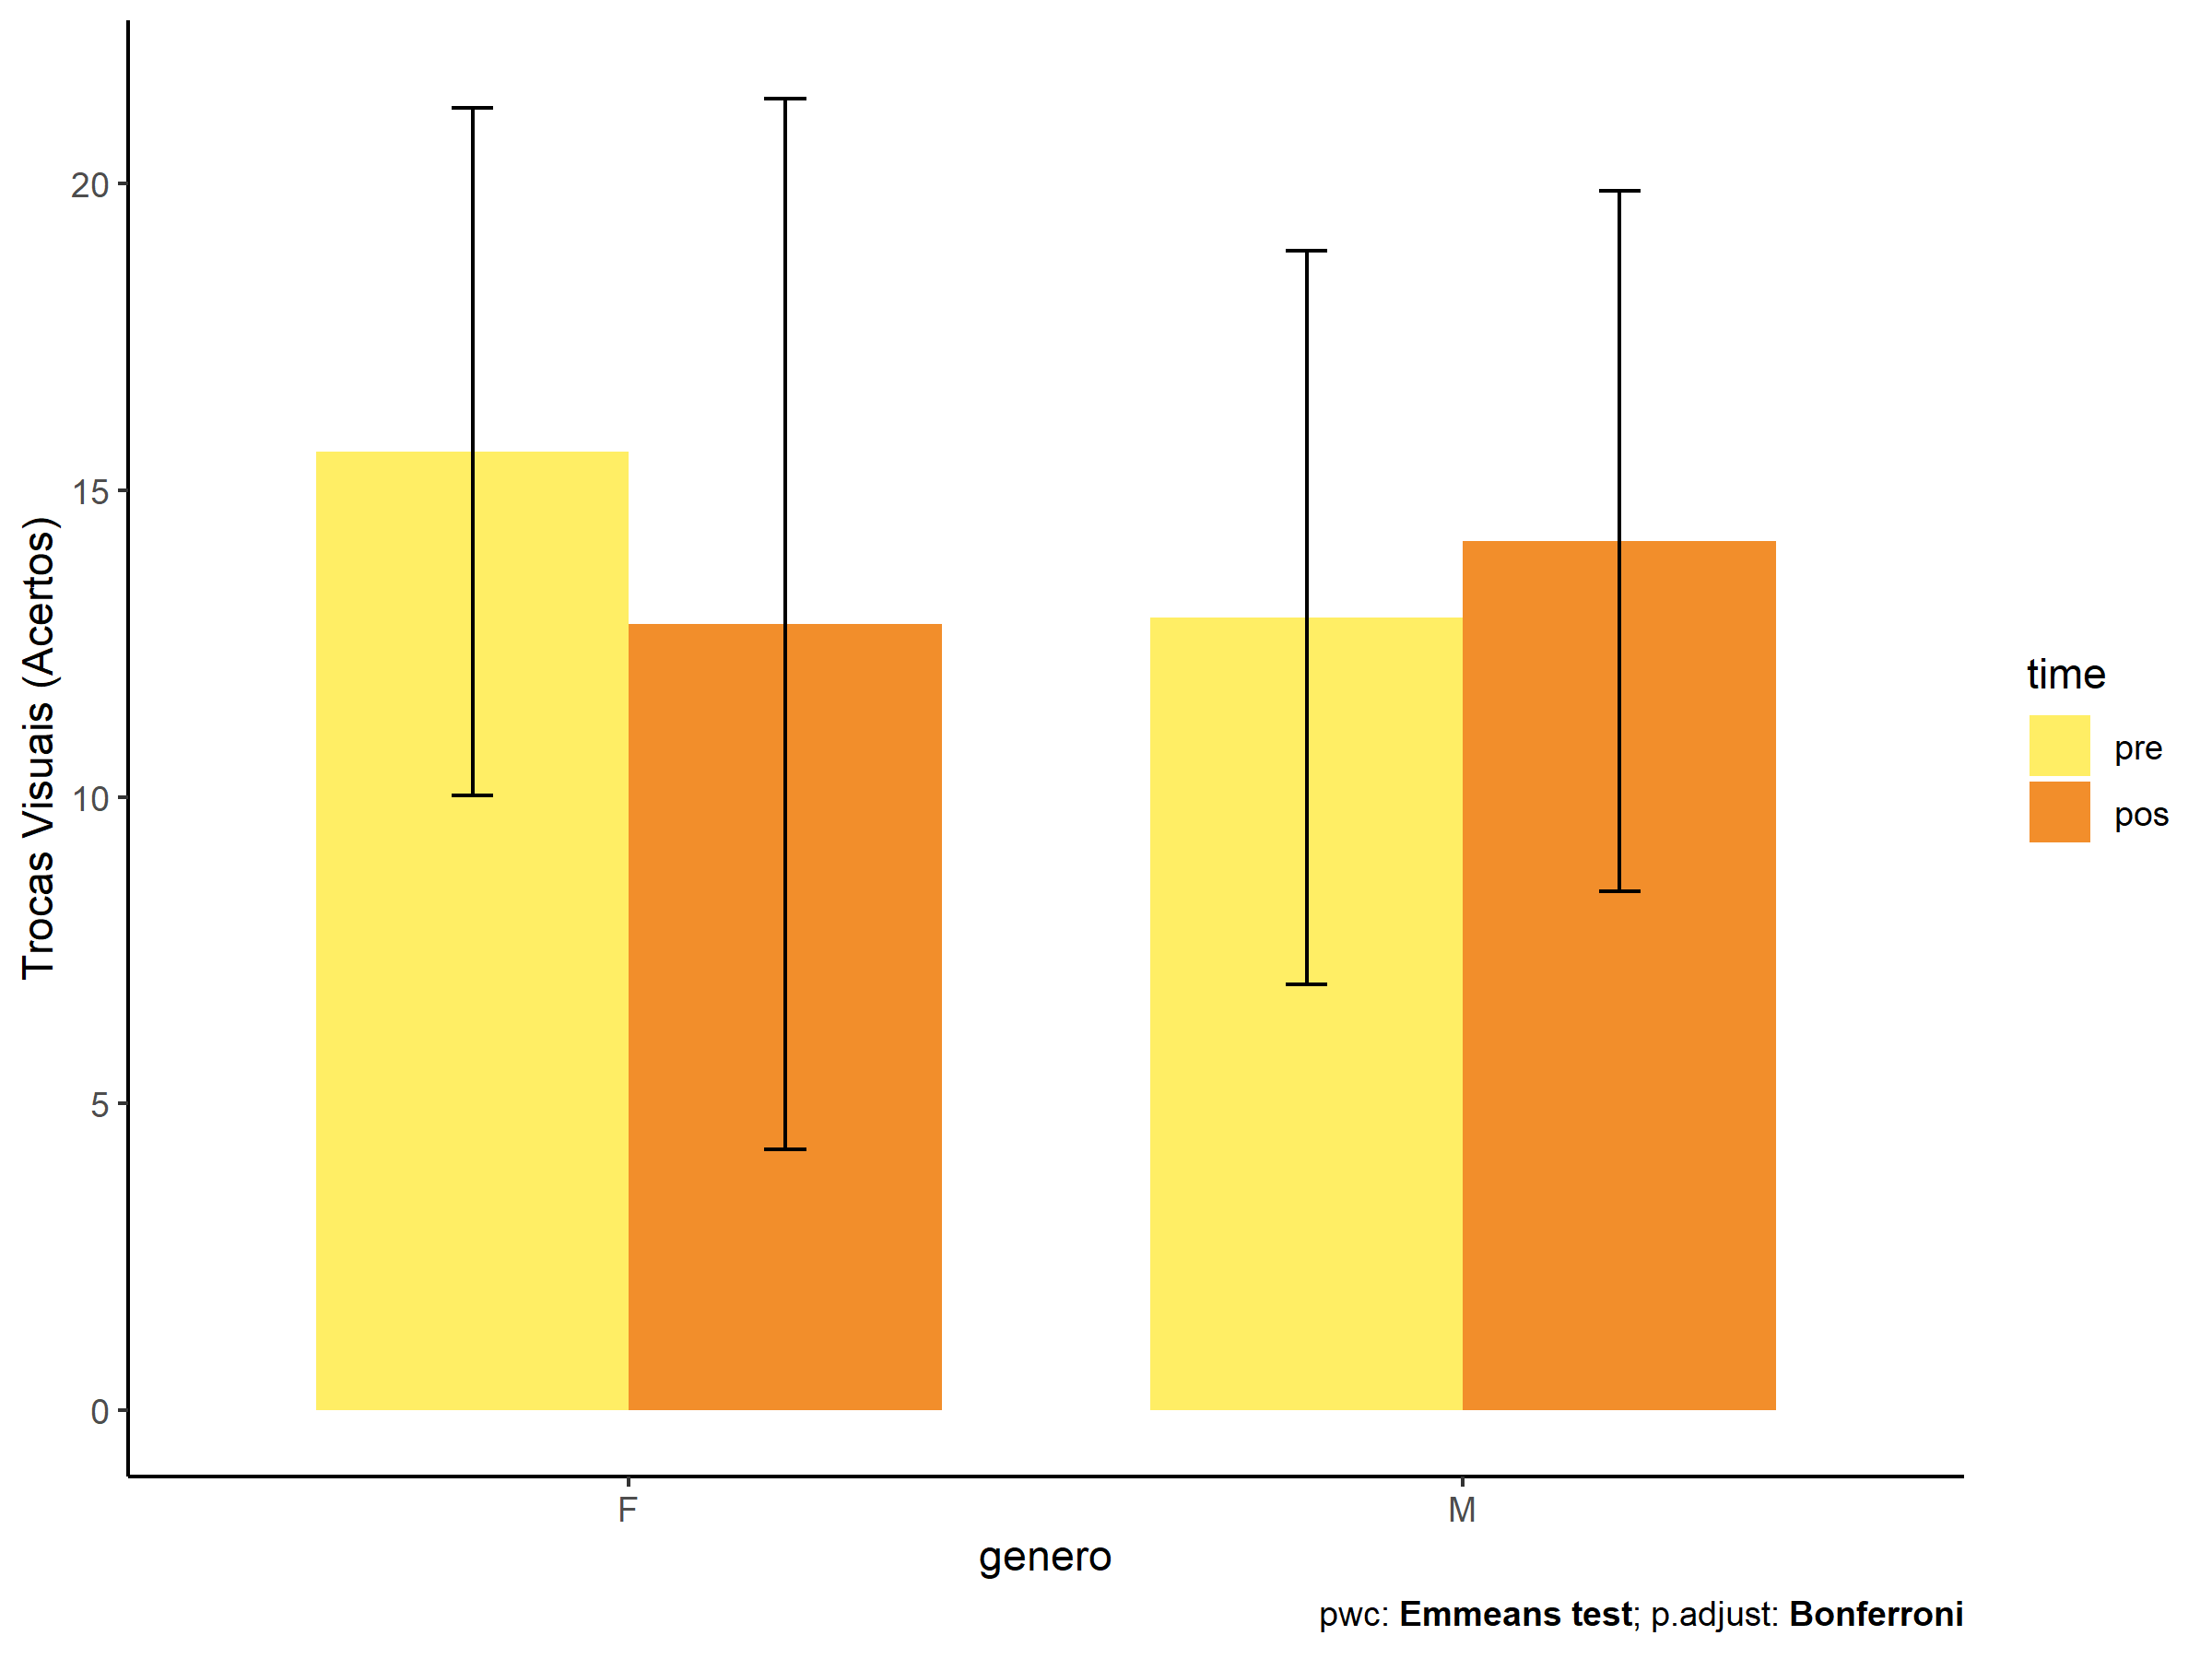 Trocas Visuais (Acertos)
20
15
10
5
0
F
M
genero
time
pre
pos
pwc: Emmeans test; p.adjust: Bonferroni